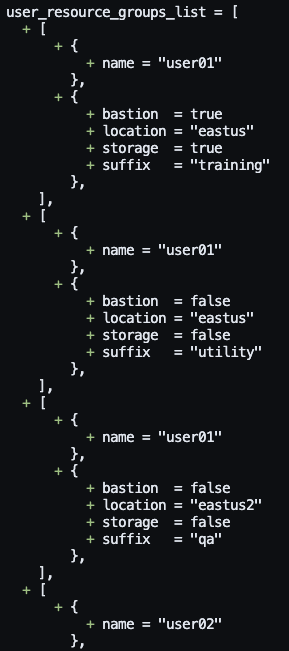 user_resource_groups_list = [
  + [
      + {
          + name = "user01"
        },
      + {
          + bastion  = true
          + location = "eastus"
          + storage  = true
          + suffix   = "training"
        },
    ],
  + [
      + {
          + name = "user01"
        },
      + {
          + bastion  = false
          + location = "eastus"
          + storage  = false
          + suffix   = "utility"
        },
    ],
  + [
      + {
          + name = "user01"
        },
      + {
          + bastion  = false
          + location = "eastus2"
          + storage  = false
          + suffix   = "qa"
        },
    ],
  + [
      + {
          + name = "user02"
        },